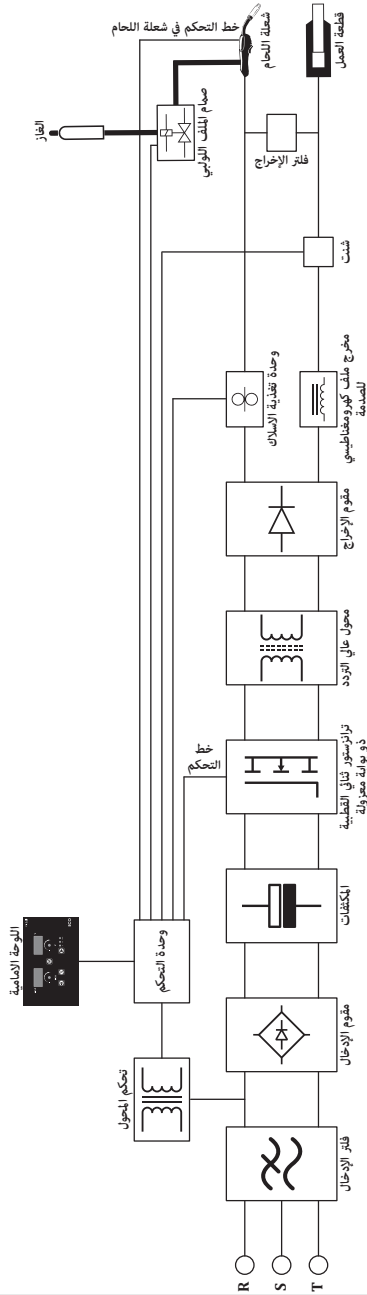 R
S
T
فلتر الإدخال
مقوم الإدخال
المكثفات
ترانزستور ثنائي القطبية
ذو بوابة معزولة
محول عالي التردد
مقوم الإخراج
مخرج ملف كهرومغناطيسي
للصدمة
وحدة تغذية الاسلاك
شنت
فلتر الإخراج
قطعة العمل
شعلة اللحام
خط التحكم في شعلة اللحام
صمام الملف اللولبي
الغاز
خط
التحكم
وحدة التحكم
اللوحة الامامية
تحكم المحول